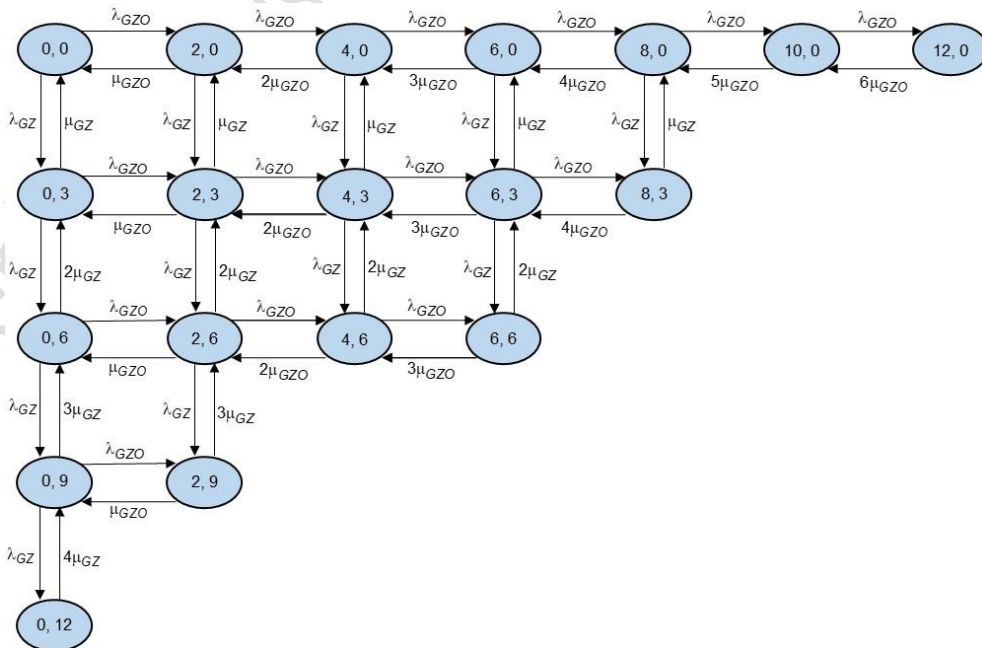 λGZO λGZO λGZO λGZO λGZO λGZO
0, 0 2, 0 4, 0 6, 0 8, 0 10, 0 12, 0
μGZO 2μGZO 3μGZO 4μGZO 5μGZO 6μGZO
λGZ μGZ λGZ μGZ λGZ μGZ λGZ μGZ λGZ μGZ
λGZO λGZO λGZO λGZO
0, 3 2, 3 4, 3 6, 3 8, 3
μGZO 2μGZO 3μGZO 4μGZO
λGZ 2μGZ λGZ 2μGZ λGZ 2μGZ λGZ 2μGZ
λGZO λGZO λGZO
0, 6 2, 6 4, 6 6, 6
μGZO 2μGZO 3μGZO
λGZ 3μGZ λGZ 3μGZ
λGZO
0, 9 2, 9
μGZO
λGZ 4μGZ
0, 12